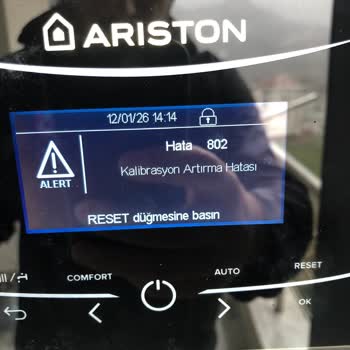 ARISTON
12/01/26 14:14
Hata 802
Kalibrasyon Artırma Hatası
ALERT
RESET düğmesine basın
COMFORT
AUTO
RESET
OK